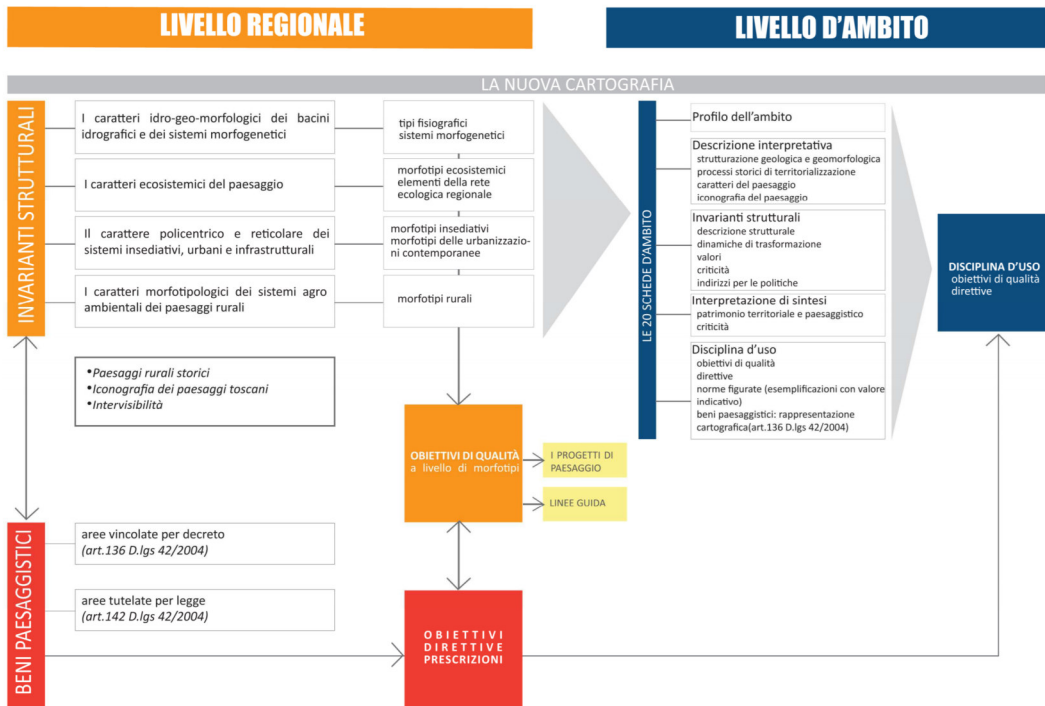 LIVELLO REGIONALE
LIVELLO D'AMBITO
LA NUOVA CARTOGRAFIA
INVARIANTI STRUTTURALI
I caratteri idro-geo-morfologici dei bacini
idrografici e dei sistemi morfogenetici
I caratteri ecosistemici del paesaggio
Il carattere policentrico e reticolare dei
sistemi insediativi, urbani e infrastrutturali
I caratteri morfotipologici dei sistemi agro
ambientali dei paesaggi rurali
tipi fisiografici
sistemi morfogenetici
morfotipi ecosistemici
elementi della rete
ecologica regionale
morfotipi insediativi
morfotipi delle urbanizzazio-
ni contemporanee
morfotipi rurali
•Paesaggi rurali storici
•Iconografia dei paesaggi toscani
•Intervisibilità
OBIETTIVI DI QUALITÀ
a livello di morfotipi
I PROGETTI DI
PAESAGGIO
LINEE GUIDA
BENI PAESAGGISTICI
aree vincolate per decreto
(art.136 D.lgs 42/2004)
aree tutelate per legge
(art.142 D.lgs 42/2004)
OBIETTIVI
DIRETTIVE
PRESCRIZIONI
LE 20 SCHEDE D'AMBITO
Profilo dell'ambito
Descrizione interpretativa
strutturazione geologica e geomorfologica
processi storici di territorializzazione
caratteri del paesaggio
iconografia del paesaggio
Invarianti strutturali
descrizione strutturale
dinamiche di trasformazione
valori
criticità
indirizzi per le politiche
Interpretazione di sintesi
patrimonio territoriale e paesaggistico
criticità
Disciplina d'uso
obiettivi di qualità
direttive
norme figurate (esemplificazioni con valore
indicativo)
beni paesaggistici: rappresentazione
cartografica(art.136 D.lgs 42/2004)
DISCIPLINA D'USO
obiettivi di qualità
direttive